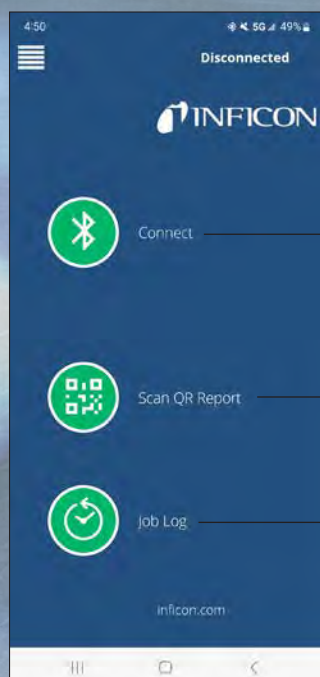 4:50 5G 49%
Disconnected
INFICON
Connect
Scan QR Report
Job Log
inficon.com